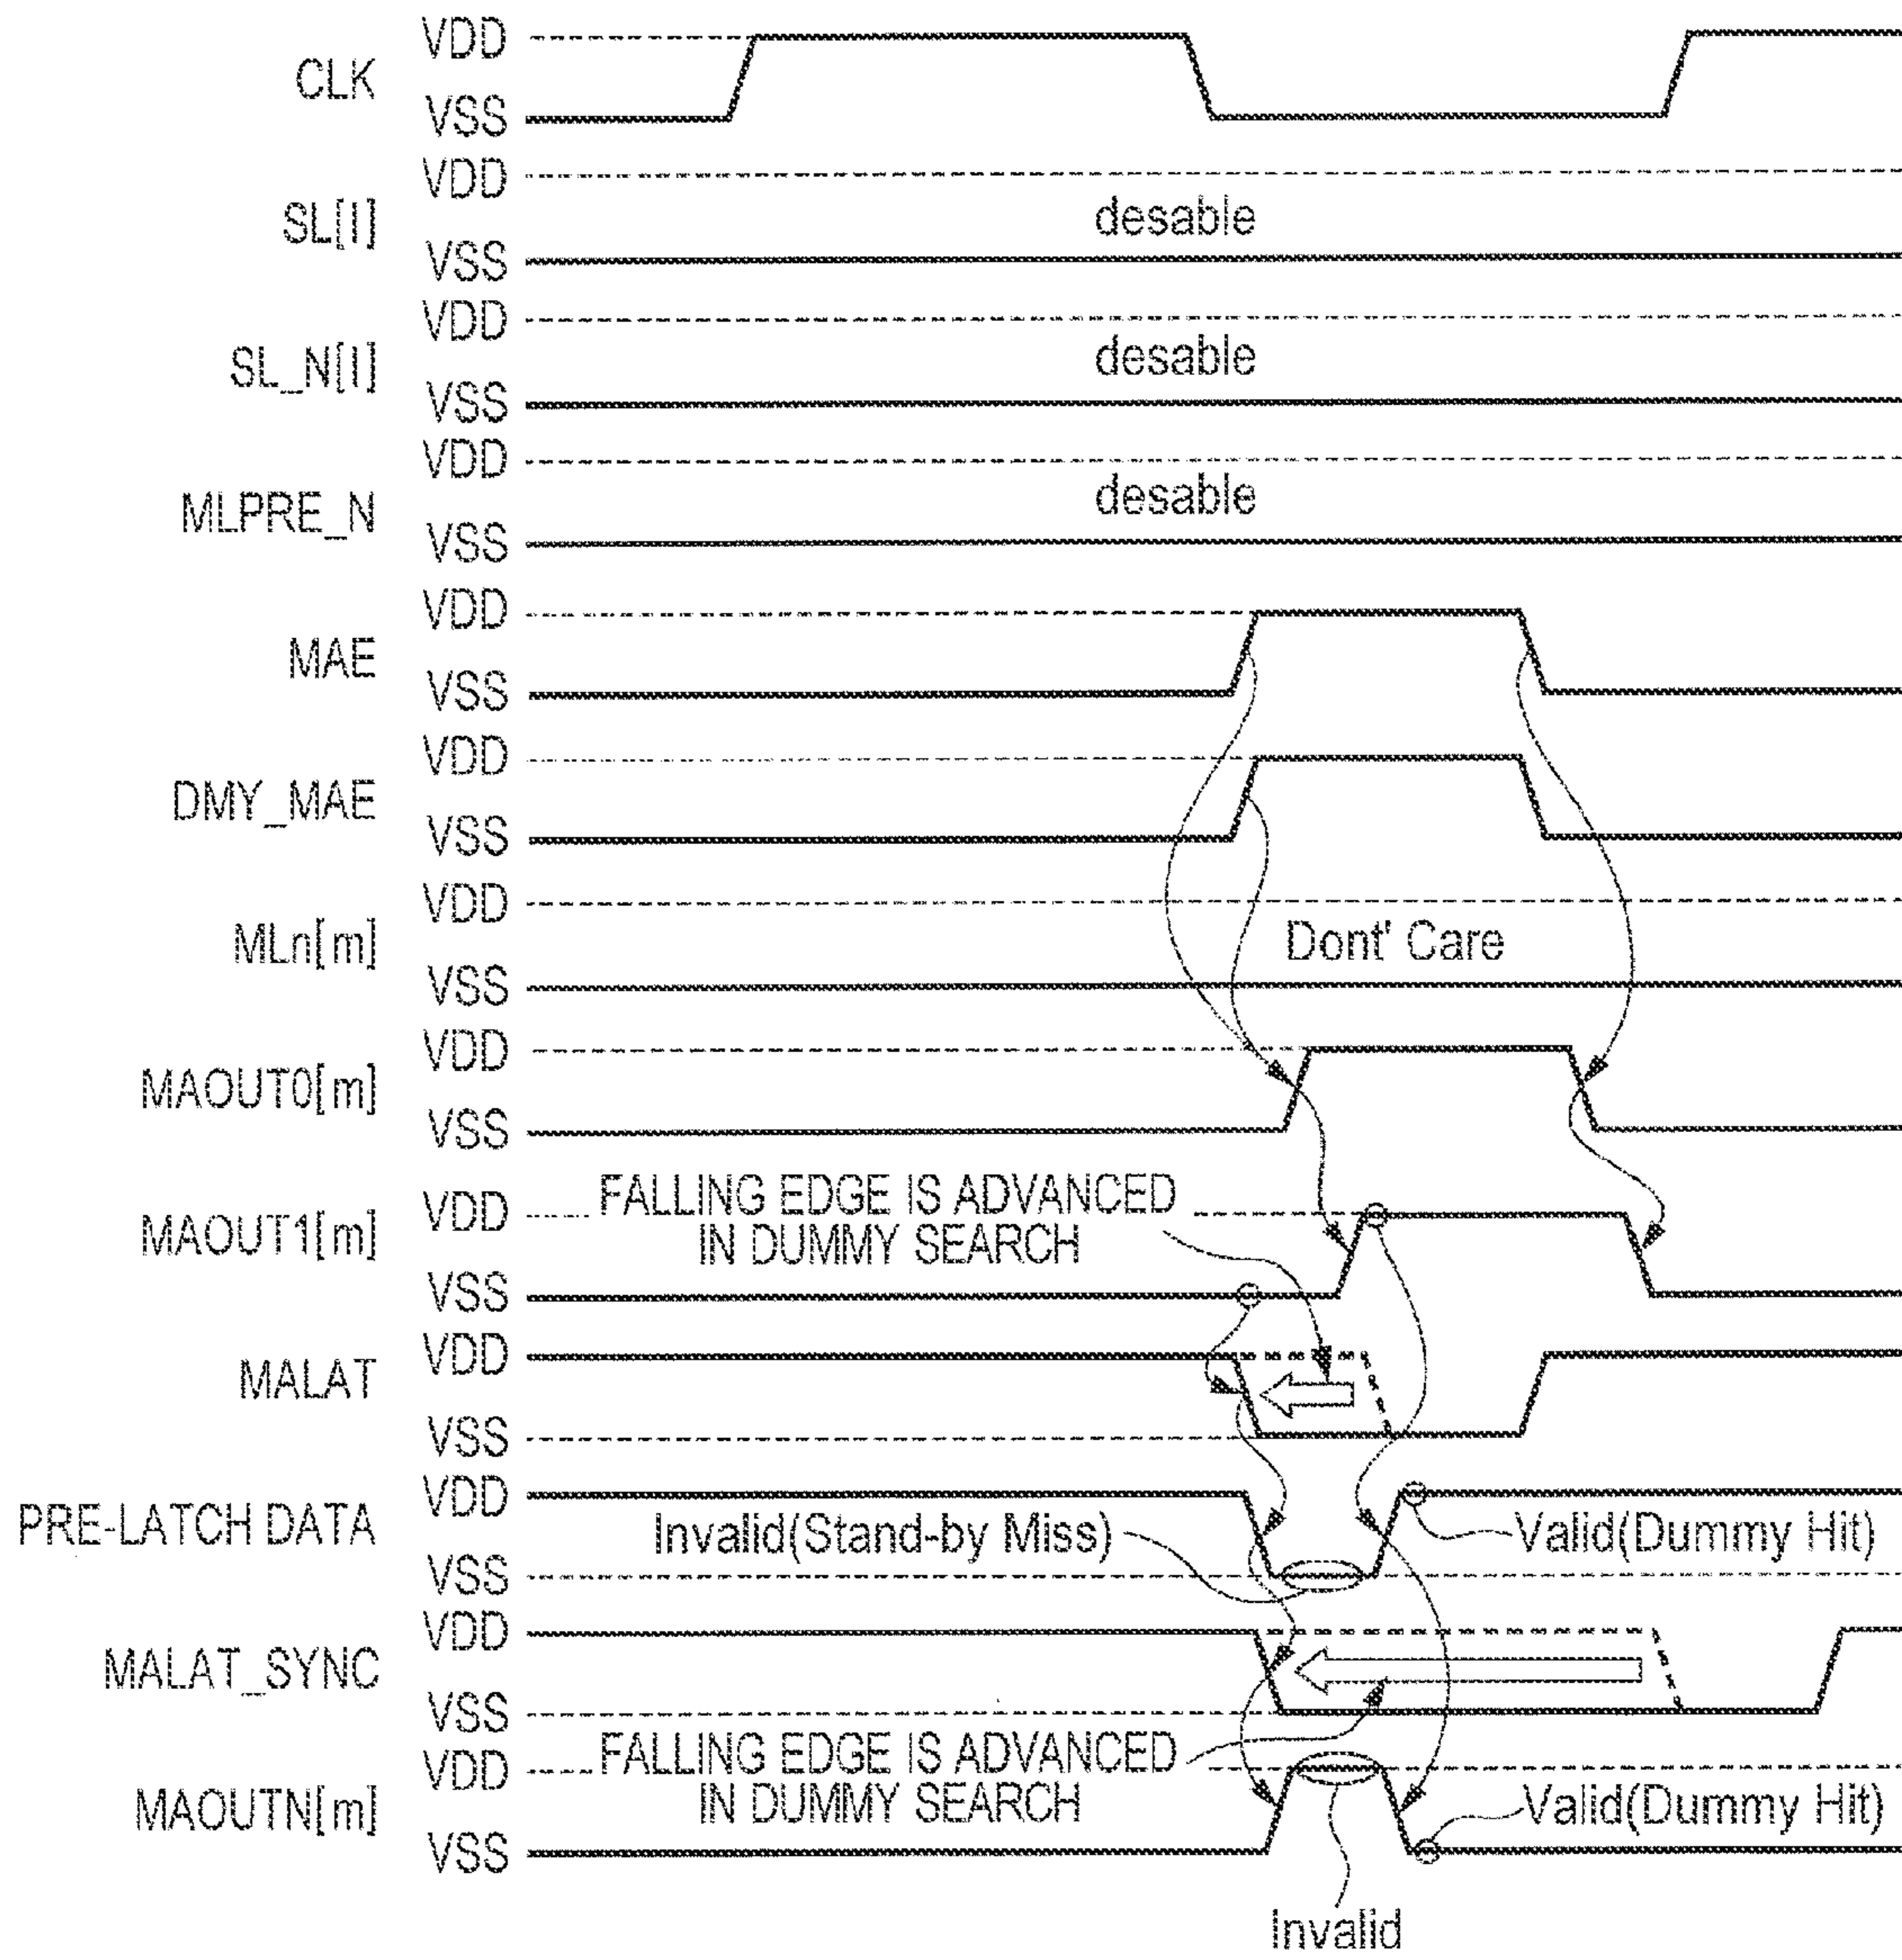 CLK VDD
VSS
SL[I] VDD
desable
VSS
SL_N[I] VDD
desable
VSS
MLPRE_N VDD
desable
VSS
MAE VDD
VSS
DMY_MAE VDD
VSS
MLn[m] VDD
Dont' Care
VSS
MAOUT0[m] VDD
VSS
MAOUT1[m] VDD
FALLING EDGE IS ADVANCED
IN DUMMY SEARCH
VSS
MALAT VDD
VSS
PRE-LATCH DATA VDD
Invalid(Stand-by Miss)
Valid(Dummy Hit)
VSS
MALAT_SYNC VDD
VSS
MAOUTN[m] VDD
FALLING EDGE IS ADVANCED
IN DUMMY SEARCH
Valid(Dummy Hit)
VSS
Invalid